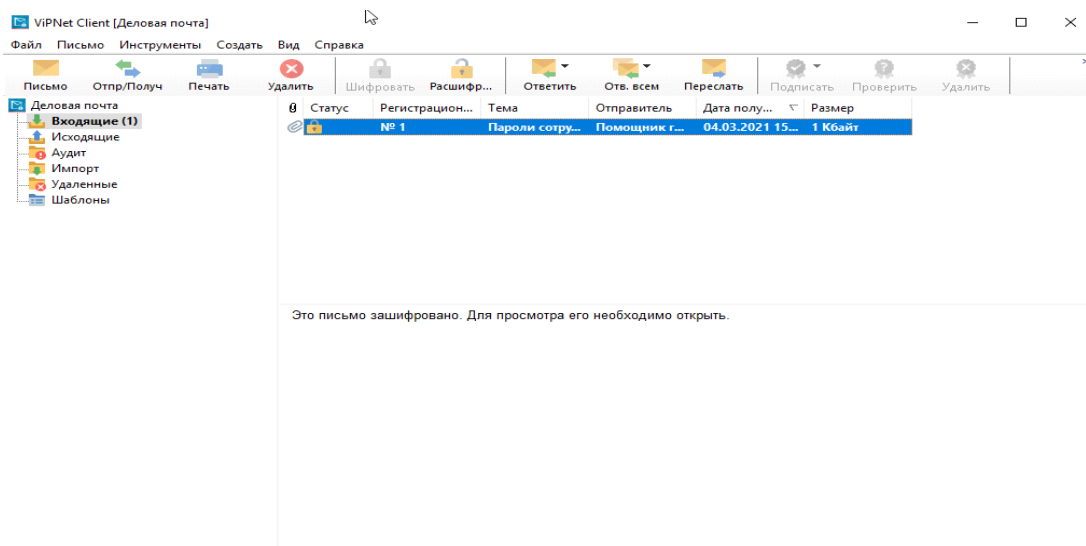 ViPNet Client [Деловая почта]
Файл Письмо Инструменты Создать Вид Справка
Письмо Отпр/Получ Печать Удалить Шифровать Расшифр... Ответить Отв. всем Переслать Подписать Проверить Удалить
Деловая почта
Входящие (1)
Исходящие
Аудит
Импорт
Удаленные
Шаблоны
Статус Регистрацион... Тема Отправитель Дата полу... Размер
№ 1 Пароли сотру... Помощник г... 04.03.2021 15... 1 Кбайт
Это письмо зашифровано. Для просмотра его необходимо открыть.